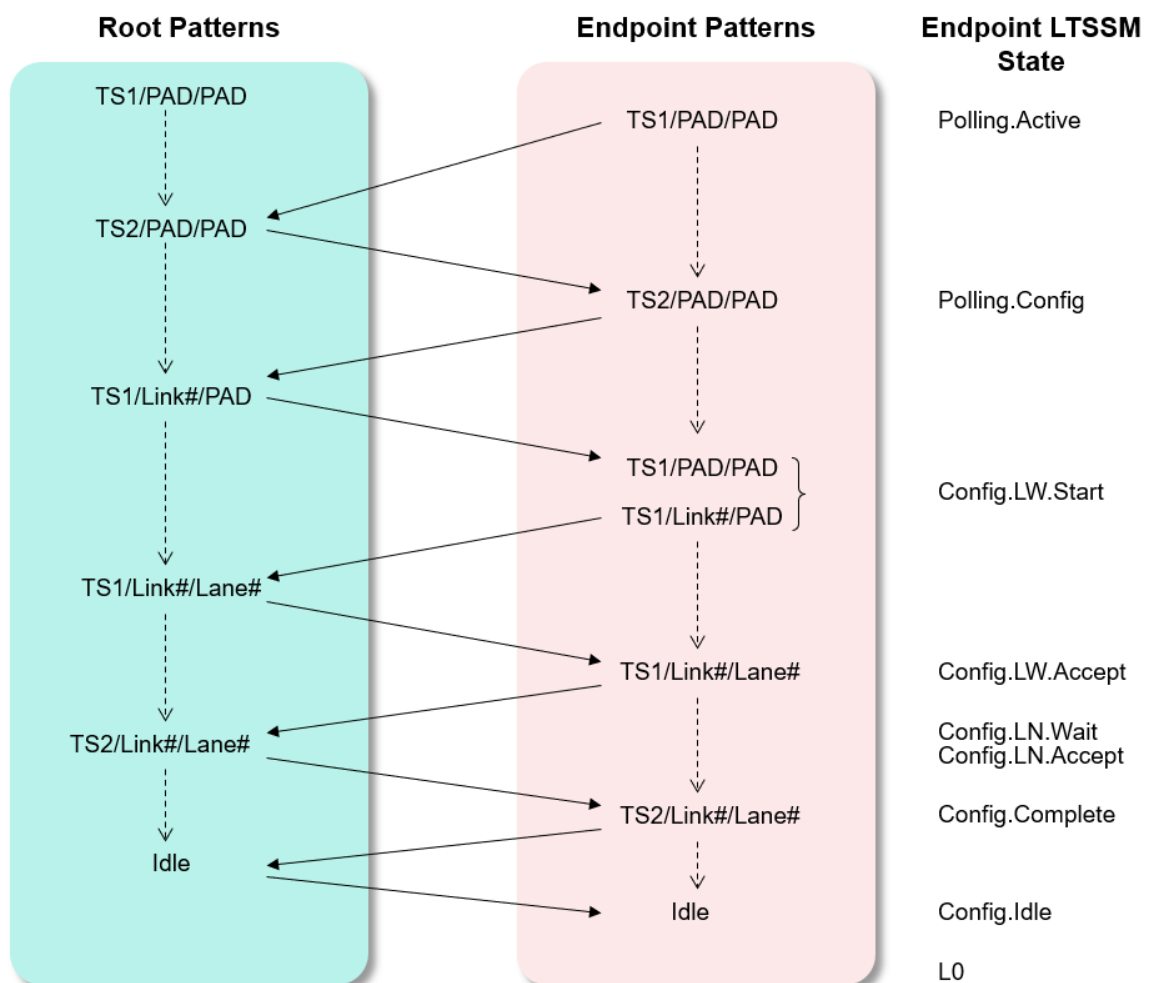 Root Patterns
Endpoint Patterns
Endpoint LTSSM
State
TS1/PAD/PAD
TS1/PAD/PAD
Polling.Active
TS2/PAD/PAD
TS2/PAD/PAD
Polling.Config
TS1/Link#/PAD
TS1/PAD/PAD
Config.LW.Start
TS1/Link#/PAD
TS1/Link#/Lane#
TS1/Link#/Lane#
Config.LW.Accept
Config.LN.Wait
TS2/Link#/Lane#
Config.LN.Accept
TS2/Link#/Lane#
Config.Complete
Idle
Idle
Config.Idle
L0